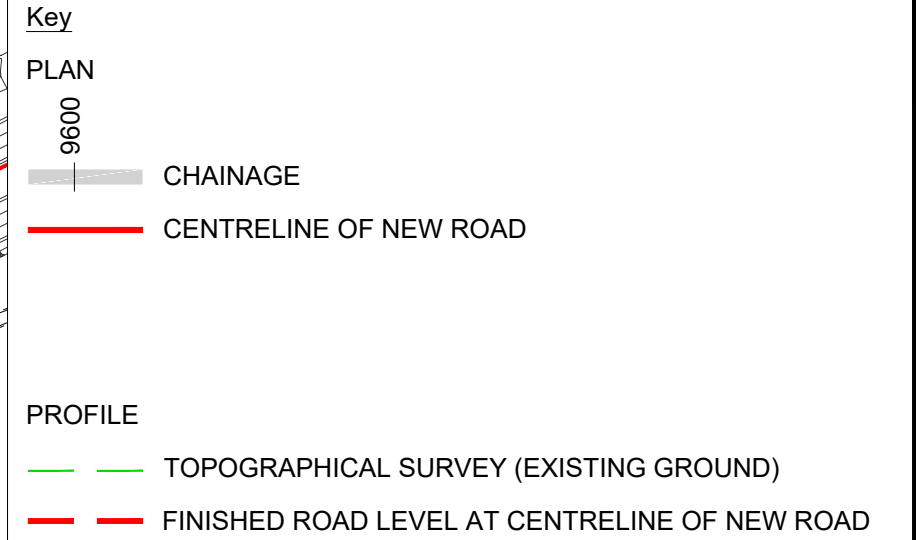 Key
PLAN
9600
CHAINAGE
CENTRELINE OF NEW ROAD
PROFILE
TOPOGRAPHICAL SURVEY (EXISTING GROUND)
FINISHED ROAD LEVEL AT CENTRELINE OF NEW ROAD